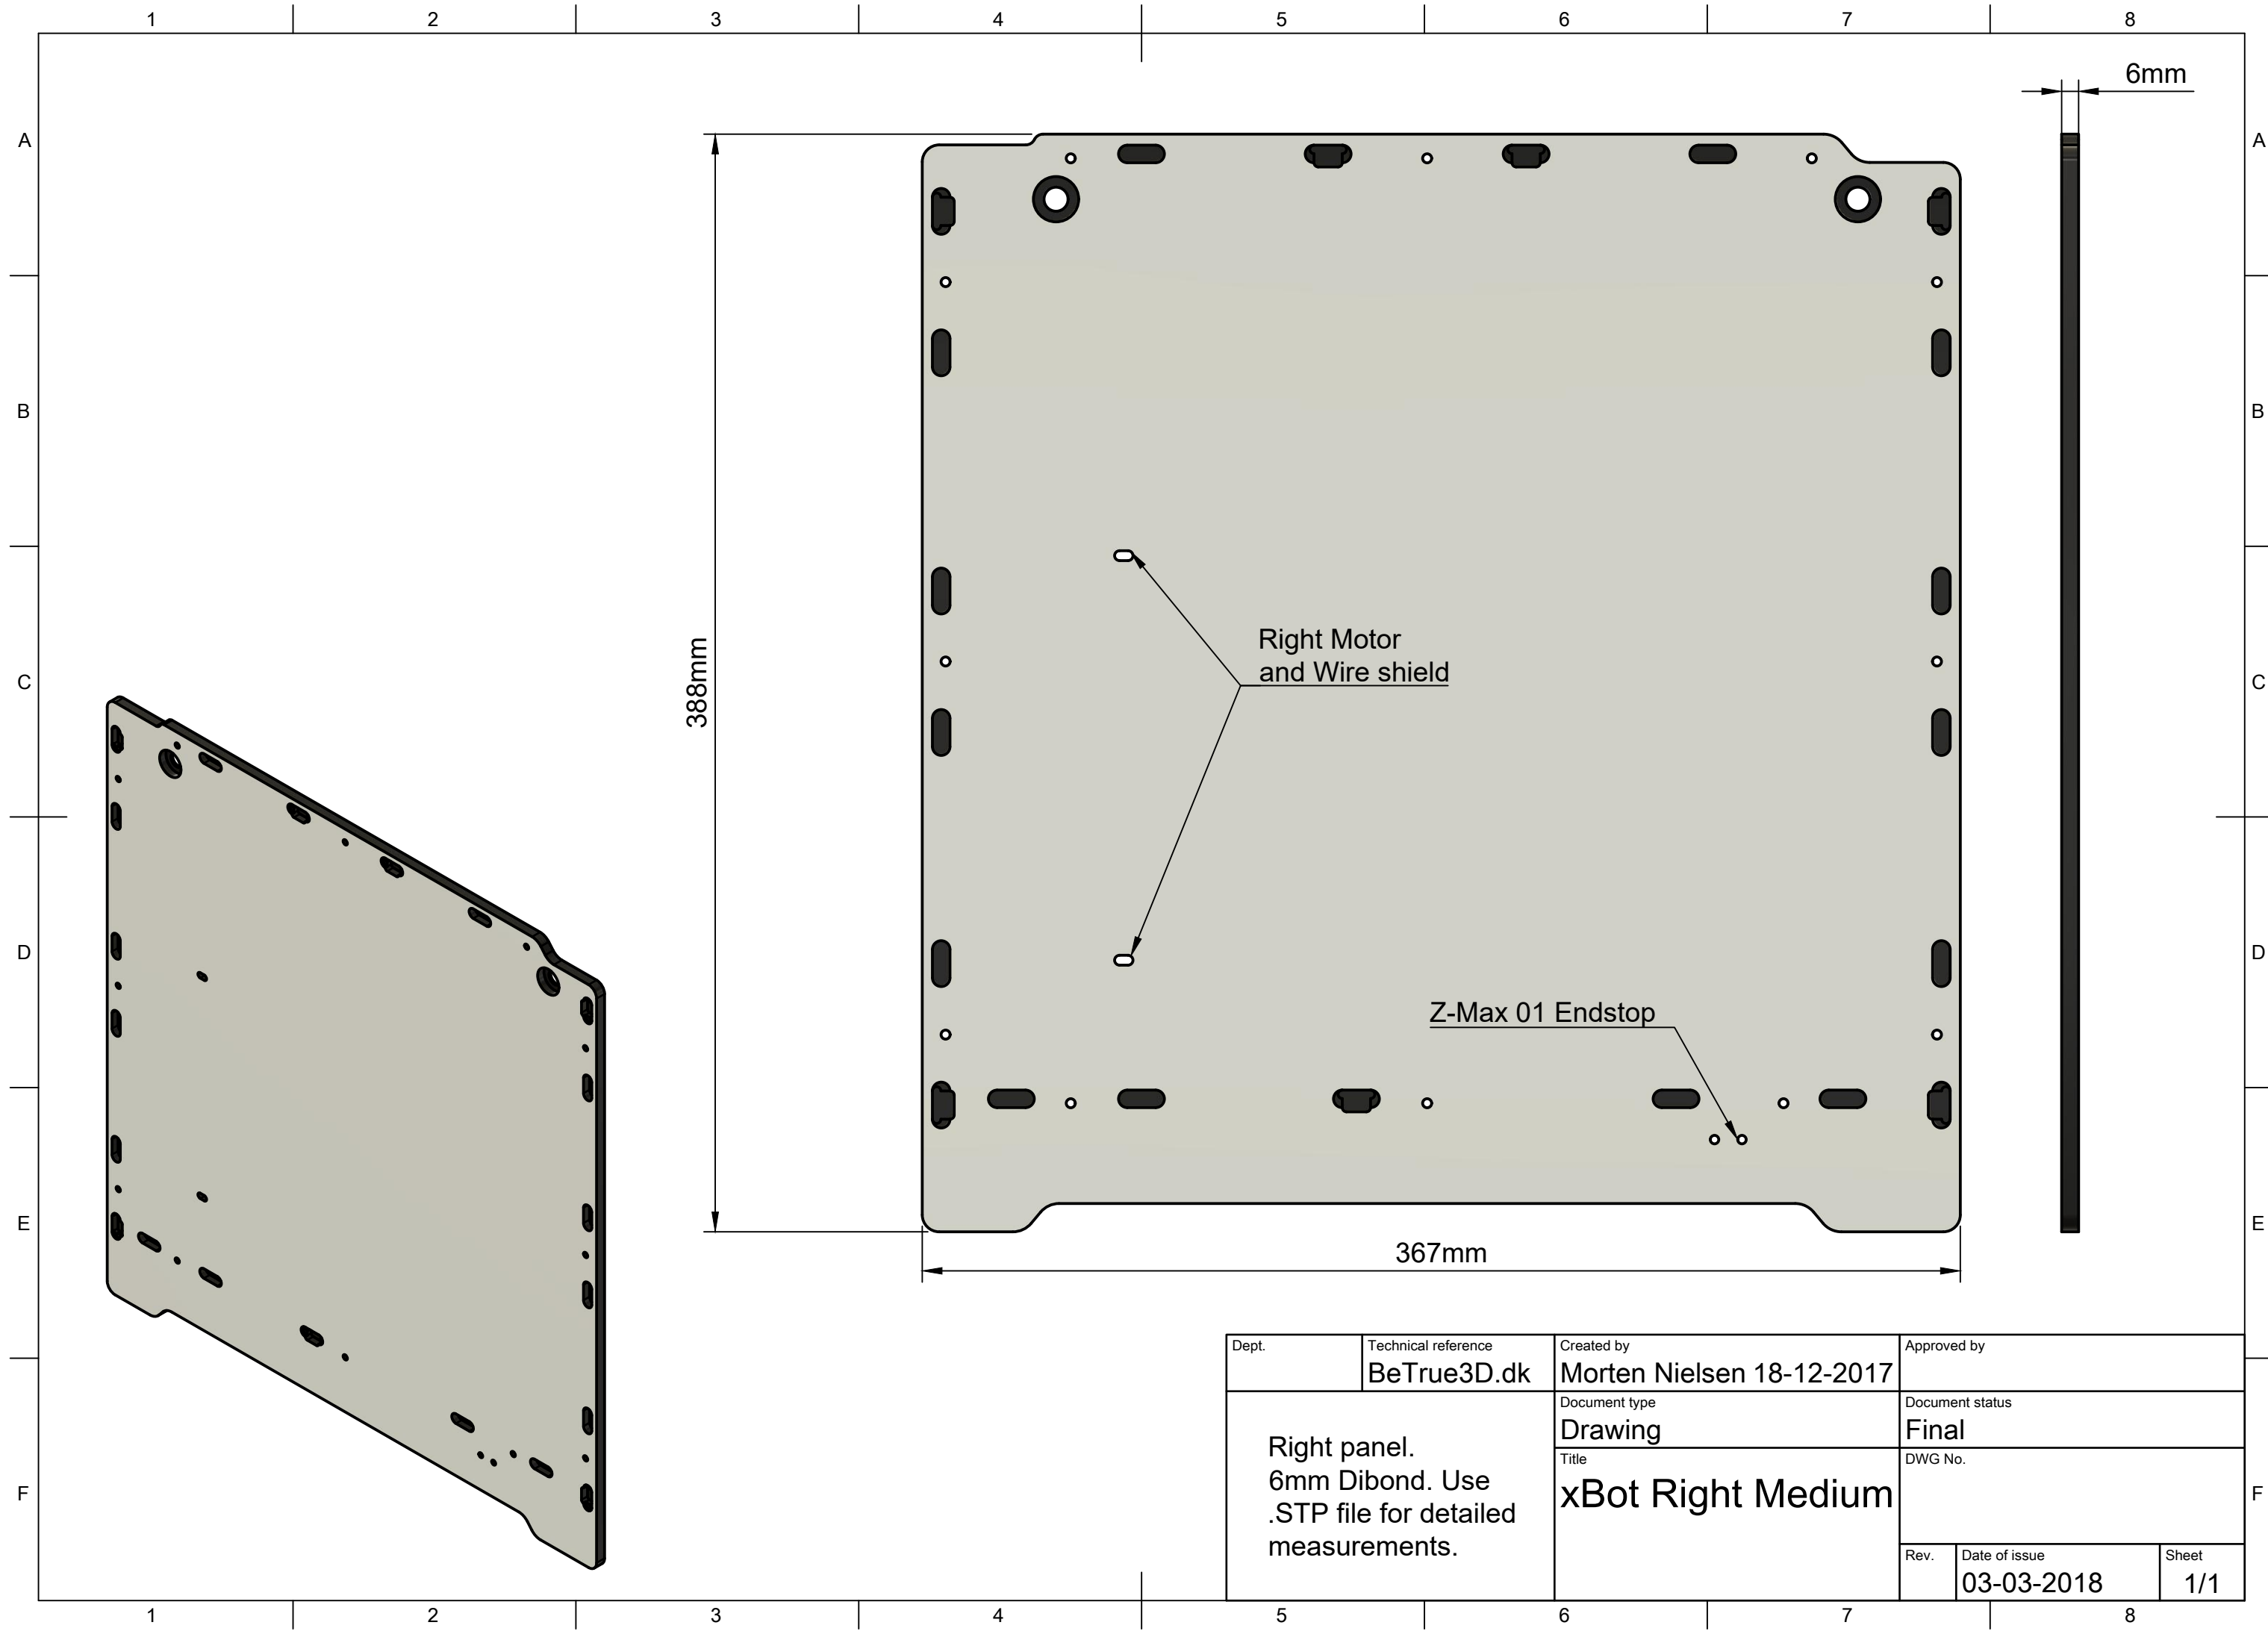 1 2 3 4 5 6 7 8
6mm
A A
B B
Right Motor
and Wire shield
388mm
C C
D D
Z-Max 01 Endstop
E E
367mm
Dept. Technical reference Created by Approved by
BeTrue3D.dk Morten Nielsen 18-12-2017
Document type Document status
Drawing Final
Right panel.
6mm Dibond. Use
.STP file for detailed
measurements.
Title DWG No.
xBot Right Medium
F F
Rev. Date of issue Sheet
03-03-2018 1/1
1 2 3 4 5 6 7 8